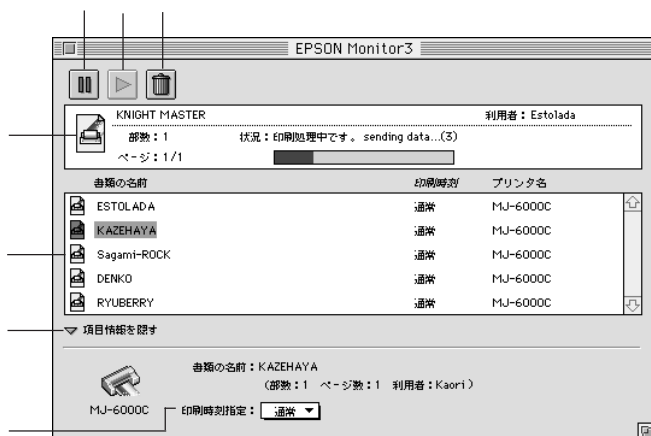 EPSON Monitor3
KNIGHT MASTER 利用者：Estolada
部数：1 状況：印刷処理中です。 sending data...(3)
ページ：1/1
書類の名前 印刷時刻 プリンタ名
ESTOLADA 通常 MJ-6000C
KAZEHAYA 通常 MJ-6000C
Sagami-ROCK 通常 MJ-6000C
DENKO 通常 MJ-6000C
RYUBERRY 通常 MJ-6000C
項目情報を隠す
書類の名前：KAZEHAYA
（部数：1 ページ数：1 利用者：Kaori）
MJ-6000C 印刷時刻指定： 通常